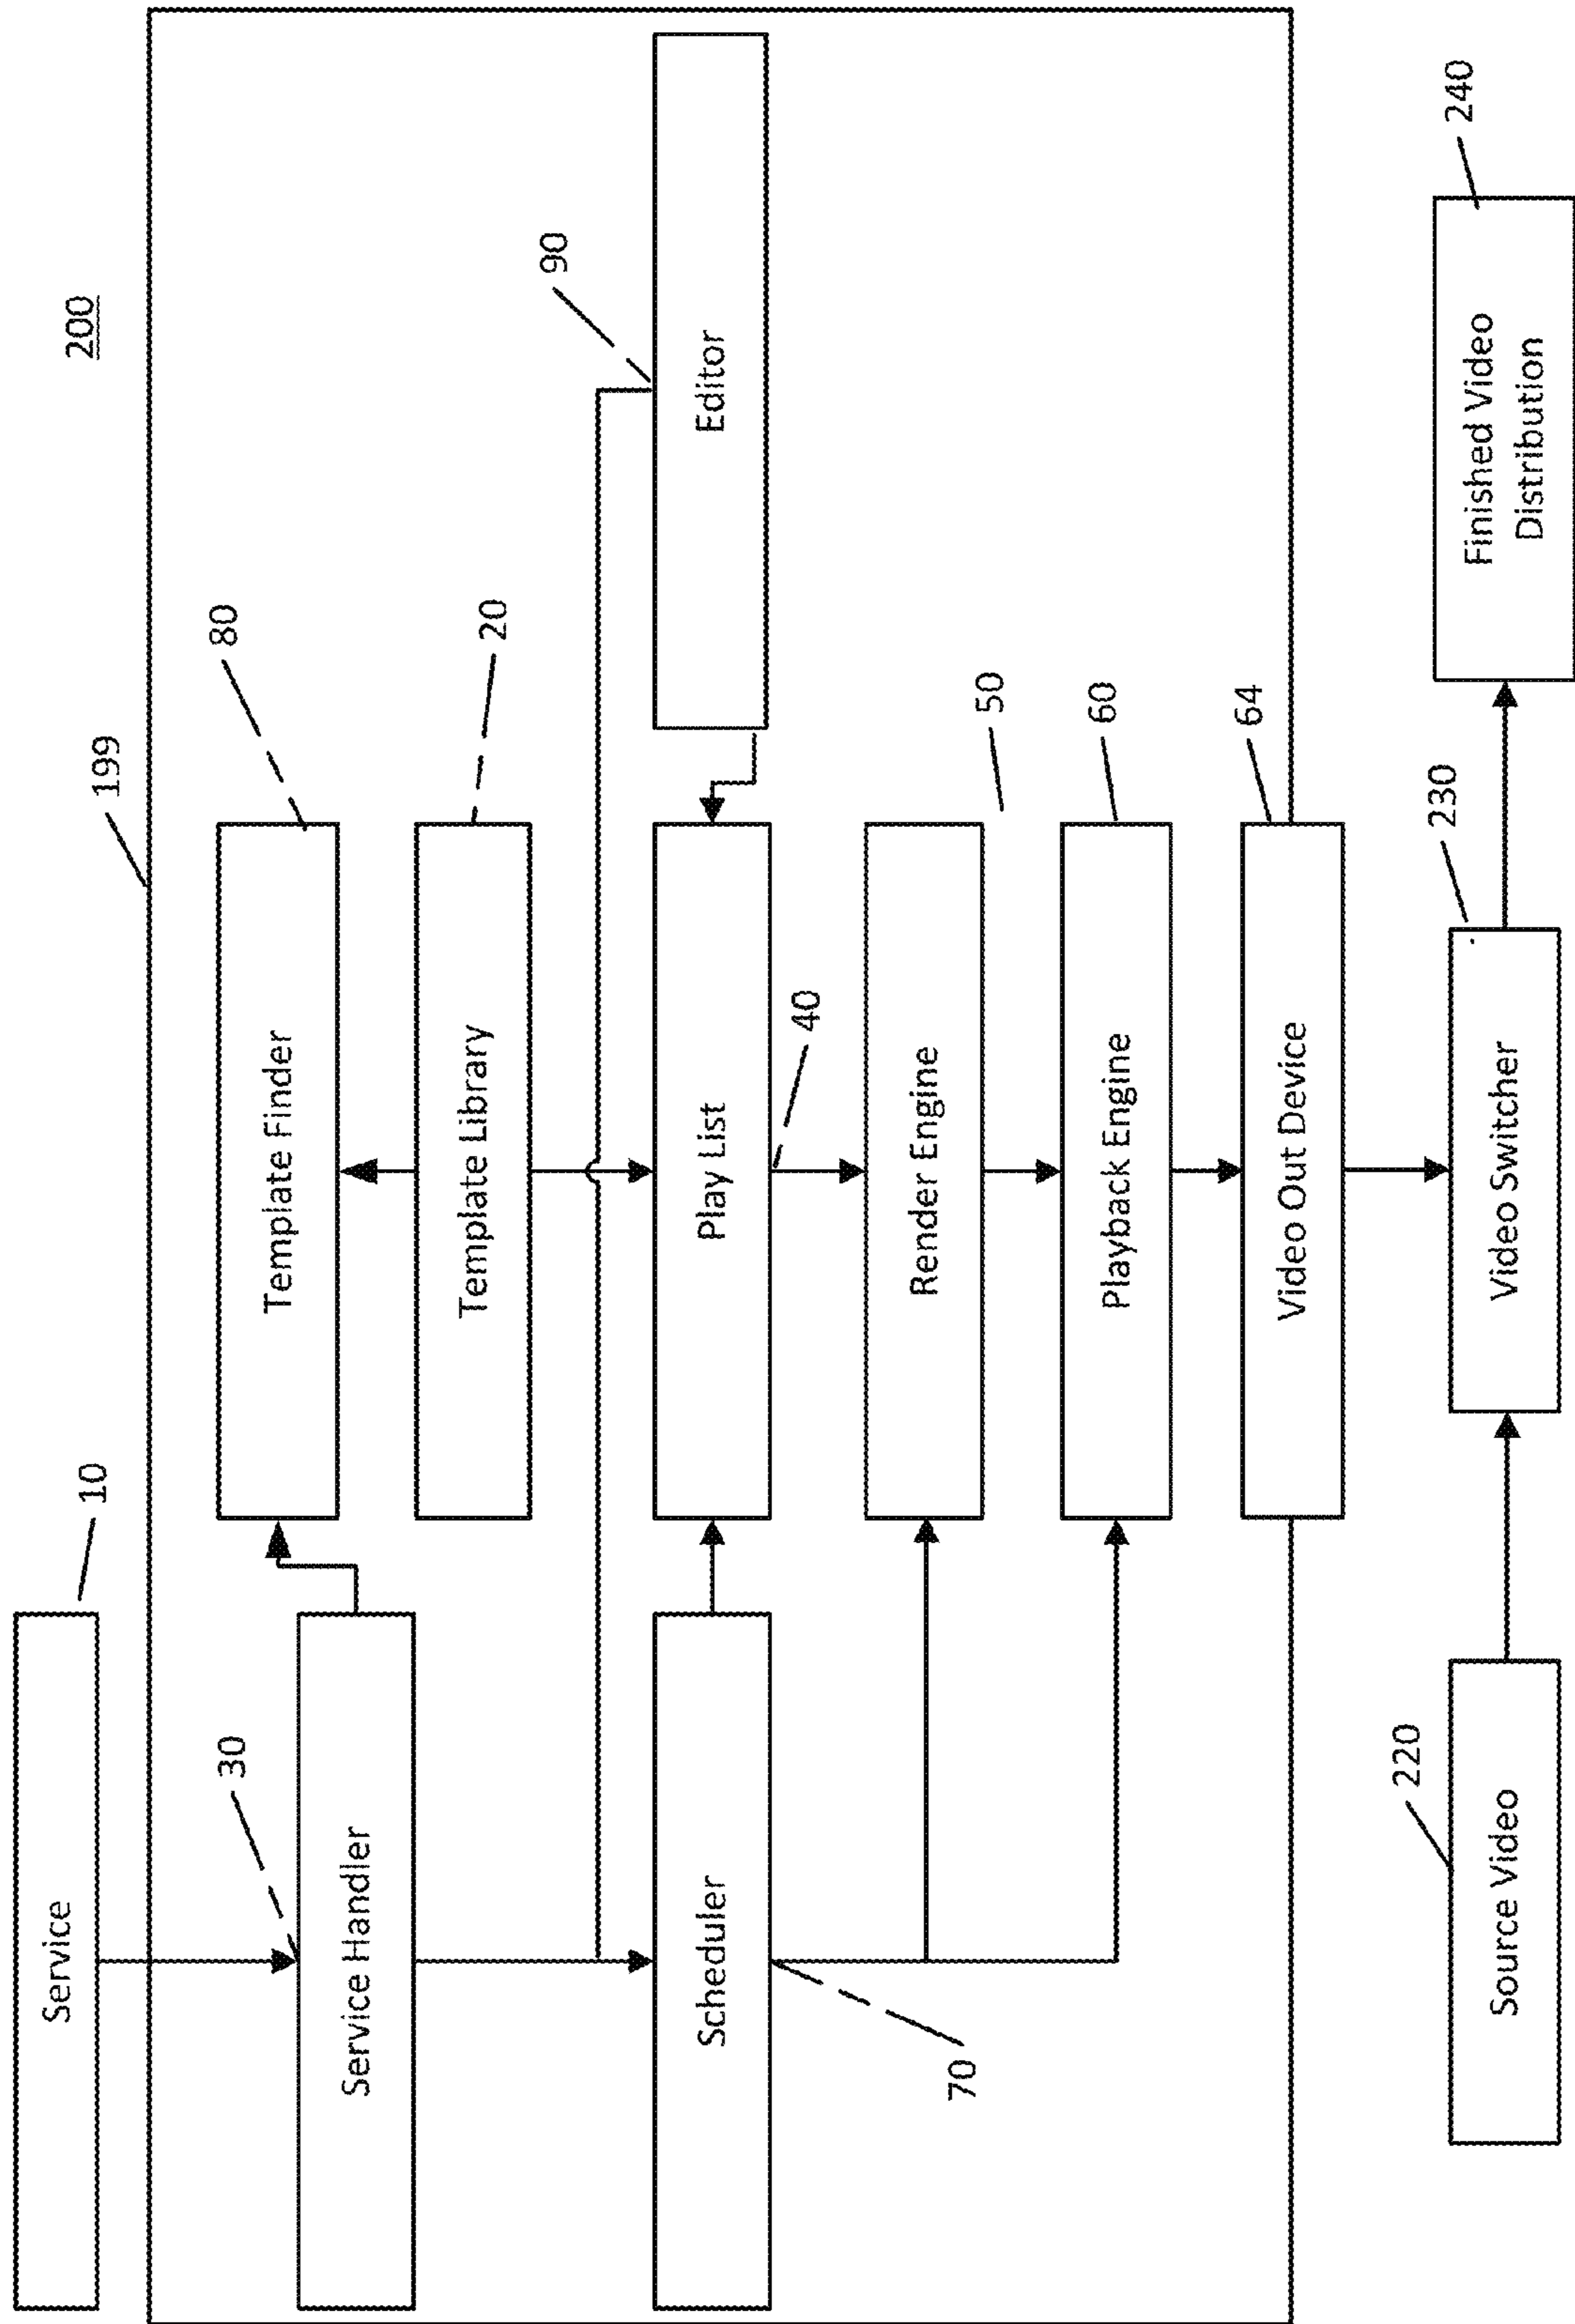 200
199
Service
10
Service Handler
30
Template Finder
80
Template Library
20
Scheduler
70
Play List
40
Editor
90
Render Engine
50
Playback Engine
60
Video Out Device
64
Source Video
220
Video Switcher
230
Finished Video
Distribution
240